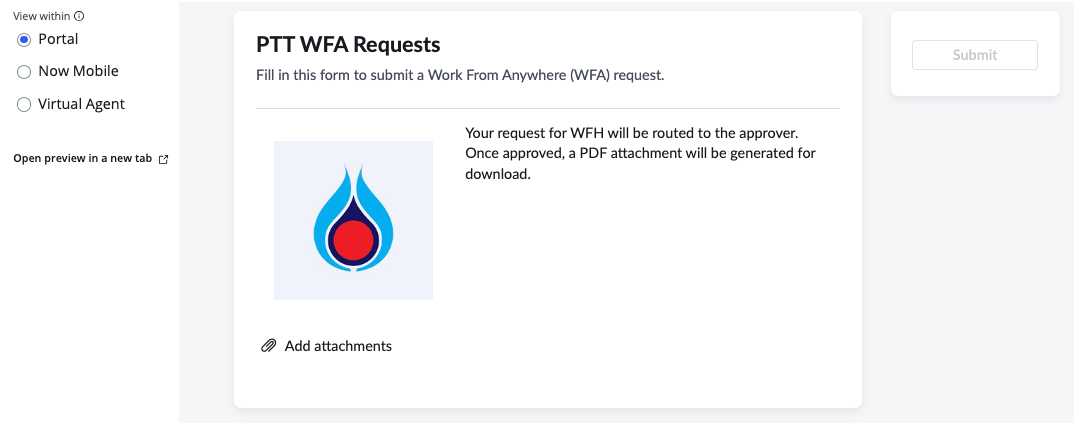 View within
Portal
Now Mobile
Virtual Agent
Open preview in a new tab
PTT WFA Requests
Fill in this form to submit a Work From Anywhere (WFA) request.
Your request for WFH will be routed to the approver.
Once approved, a PDF attachment will be generated for
download.
Add attachments
Submit